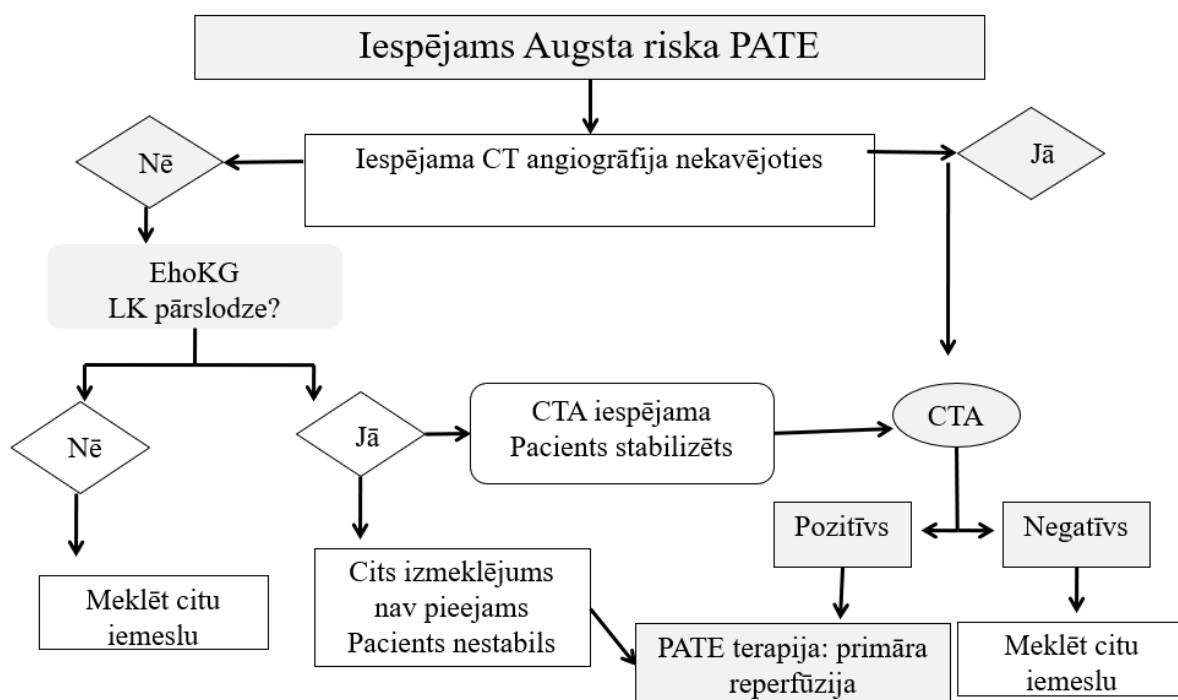 Iespējams Augsta riska PATE
Nē
Iespējama CT angiogrāfija nekavējoties
Jā
EhoKG
LK pārslodze?
Nē
Jā
CTA iespējama
Pacients stabilizēts
CTA
Pozitīvs
Negatīvs
Meklēt citu
iemeslu
Cits izmeklējums
nav pieejams
Pacients nestabils
PATE terapija: primāra
reperfūzija
Meklēt citu
iemeslu